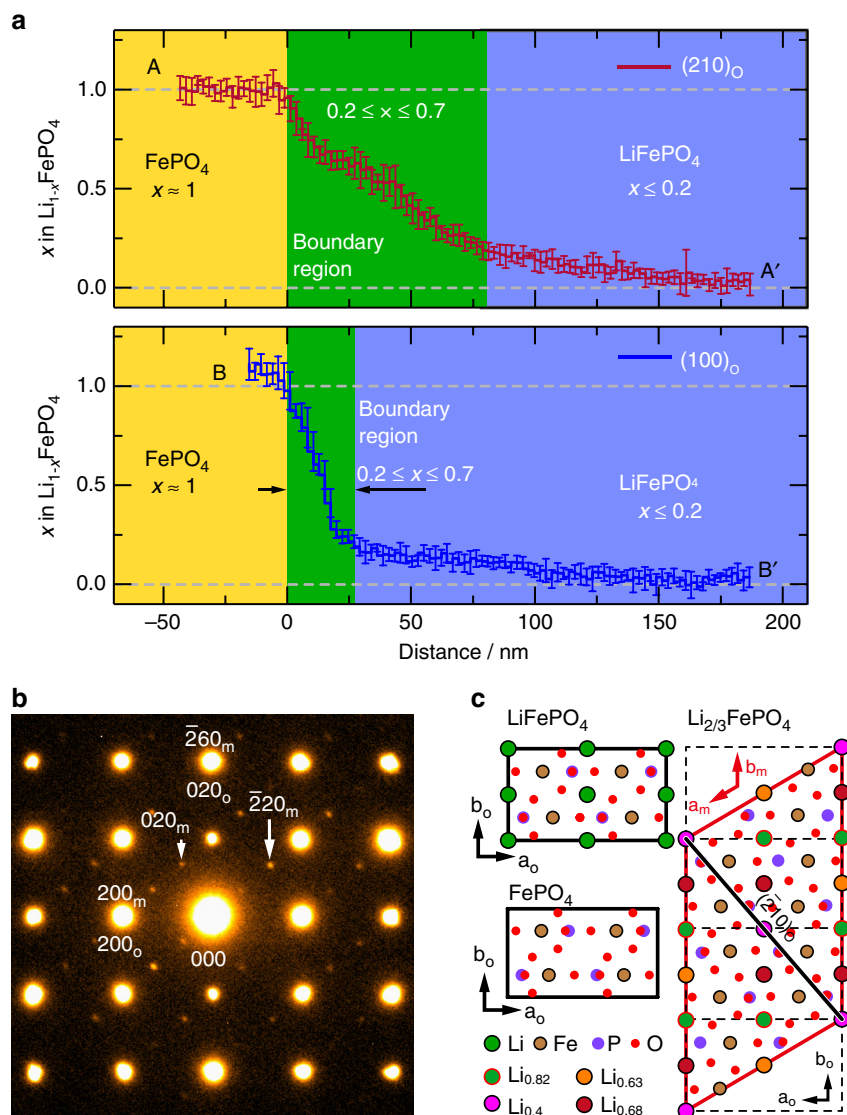 a
A
(210)O
1.0
0.2 ≤ × ≤ 0.7
FePO4
x ≈ 1
LiFePO4
x ≤ 0.2
0.5
x in Li1-xFePO4
Boundary
region
A′
0.0
B
(100)O
1.0
Boundary
region
FePO4
x ≈ 1
0.2 ≤ x ≤ 0.7
LiFePO4
x ≤ 0.2
0.5
x in Li1-xFePO4
B′
0.0
–50 0 50 100 150 200
Distance / nm
b
2̅60m
020o
2̅20m
020m
200m
200o
000
c
LiFePO4
Li2/3FePO4
bm
am
bo
ao
FePO4
(2̅10)o
bo
ao
Li Fe P O
Li0.82 Li0.63
Li0.4 Li0.68
bo
ao